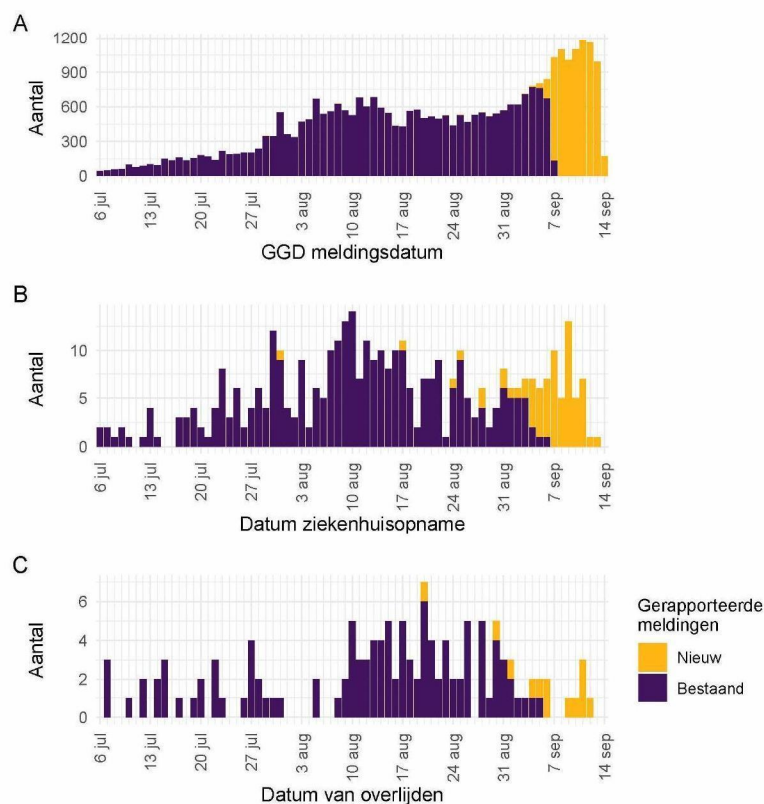 A
1200
900
600
300
0
Aantal
6 jul
13 jul
20 jul
27 jul
3 aug
10 aug
17 aug
24 aug
31 aug
7 sep
14 sep
GGD meldingsdatum
B
10
5
0
Aantal
6 jul
13 jul
20 jul
27 jul
3 aug
10 aug
17 aug
24 aug
31 aug
7 sep
14 sep
Datum ziekenhuisopname
C
6
4
2
0
Aantal
6 jul
13 jul
20 jul
27 jul
3 aug
10 aug
17 aug
24 aug
31 aug
7 sep
14 sep
Datum van overlijden
Gerapporteerde
meldingen
Nieuw
Bestaand